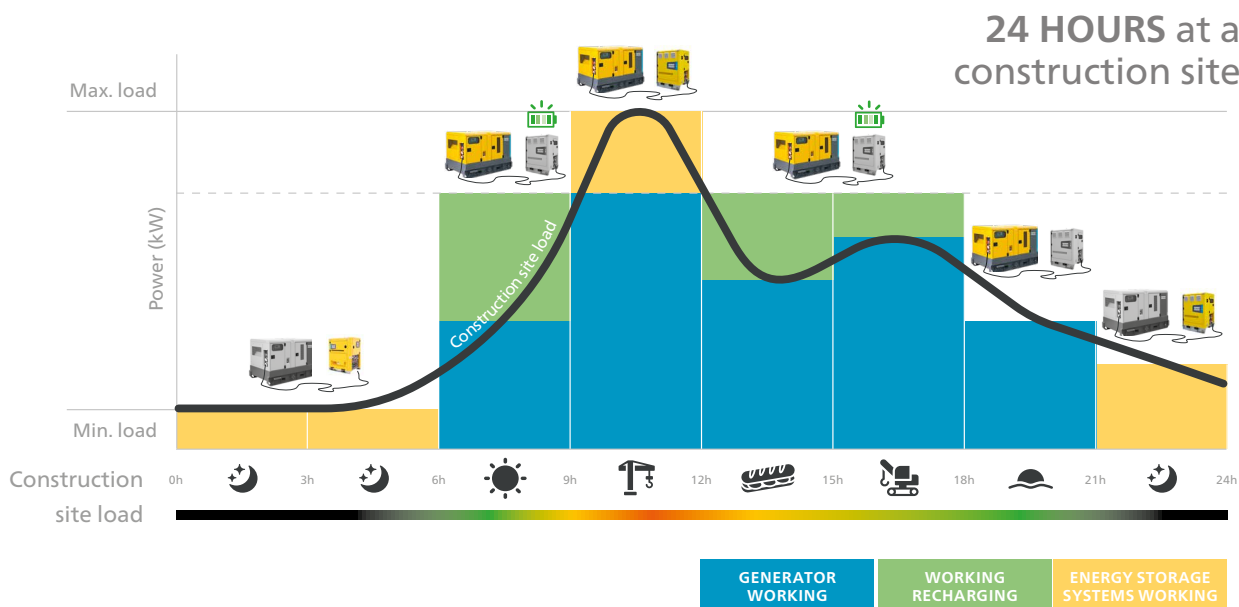 24 HOURS at a
construction site
Max. load
Power (kW)
Construction site load
Min. load
Construction
site load
0h
3h
6h
9h
12h
15h
18h
21h
24h
GENERATOR
WORKING
WORKING
RECHARGING
ENERGY STORAGE
SYSTEMS WORKING